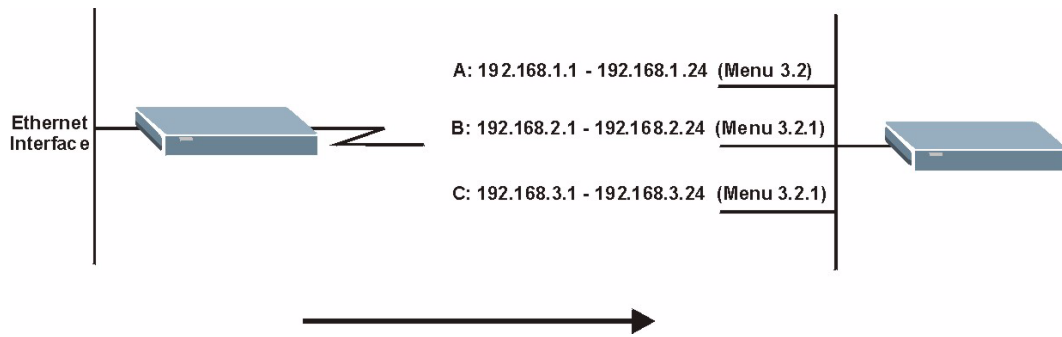 Ethernet
Interface
A: 192.168.1.1 - 192.168.1.24 (Menu 3.2)
B: 192.168.2.1 - 192.168.2.24 (Menu 3.2.1)
C: 192.168.3.1 - 192.168.3.24 (Menu 3.2.1)